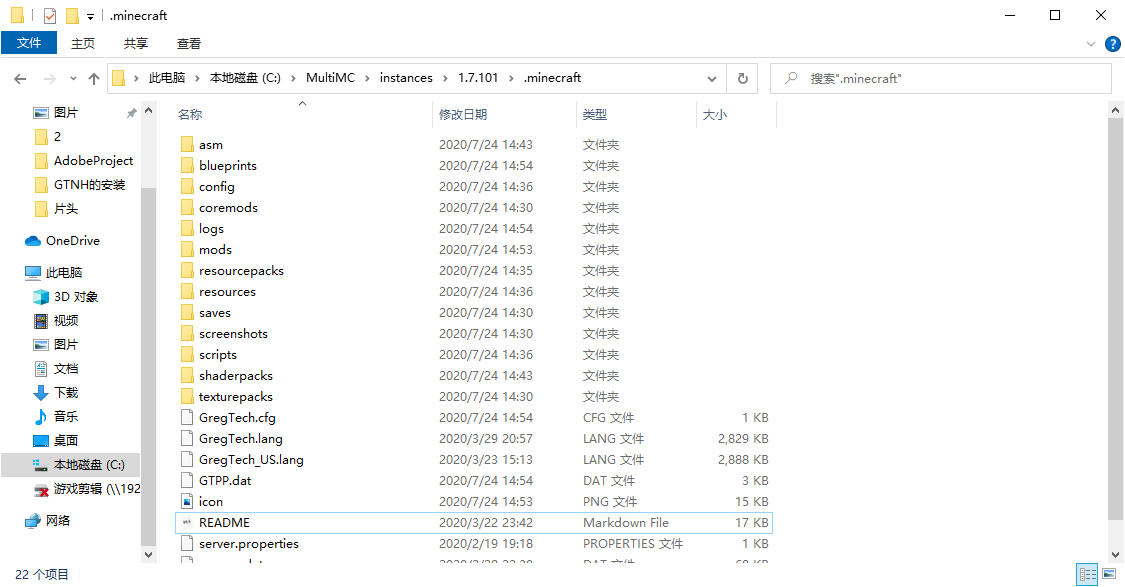 .minecraft
文件 主页 共享 查看
此电脑 本地磁盘 (C:) MultiMC instances 1.7.101 .minecraft 搜索".minecraft"
图片
2
AdobeProject
GTNH的安装
片头
OneDrive
此电脑
3D 对象
视频
图片
文档
下载
音乐
桌面
本地磁盘 (C:)
游戏剪辑 (\\192
网络
名称 修改日期 类型 大小
asm 2020/7/24 14:43 文件夹
blueprints 2020/7/24 14:54 文件夹
config 2020/7/24 14:36 文件夹
coremods 2020/7/24 14:30 文件夹
logs 2020/7/24 14:54 文件夹
mods 2020/7/24 14:53 文件夹
resourcepacks 2020/7/24 14:35 文件夹
resources 2020/7/24 14:36 文件夹
saves 2020/7/24 14:30 文件夹
screenshots 2020/7/24 14:30 文件夹
scripts 2020/7/24 14:36 文件夹
shaderpacks 2020/7/24 14:43 文件夹
texturepacks 2020/7/24 14:30 文件夹
GregTech.cfg 2020/7/24 14:54 CFG 文件 1 KB
GregTech.lang 2020/3/29 20:57 LANG 文件 2,829 KB
GregTech_US.lang 2020/3/23 15:13 LANG 文件 2,888 KB
GTPP.dat 2020/7/24 14:54 DAT 文件 3 KB
icon 2020/7/24 14:53 PNG 文件 15 KB
README 2020/3/22 23:42 Markdown File 17 KB
server.properties 2020/2/19 19:18 PROPERTIES 文件 1 KB
22 个项目